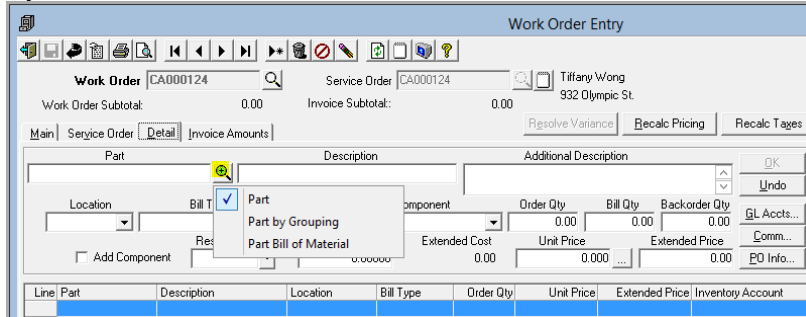 Work Order Entry
Work Order CA000124 Service Order CA000124 Tiffany Wong
932 Olympic St.
Work Order Subtotal: 0.00 Invoice Subtotal:: 0.00
Resolve Variance Recalc Pricing Recalc Taxes
Main Service Order Detail Invoice Amounts
Part Description Additional Description OK
Undo
Part
Part by Grouping
Part Bill of Material
Location Bill T omponent Order Qty Bill Qty Backorder Qty GL Accts...
0.00 0.00 0.00
Res Extended Cost Unit Price Extended Price Comm...
Add Component 0.00000 0.00 0.000 ... 0.00 PO Info...
Line Part Description Location Bill Type Order Qty Unit Price Extended Price Inventory Account